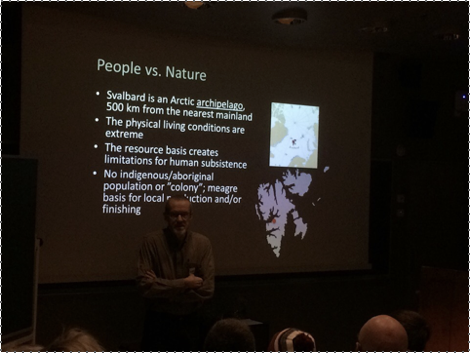 People vs. Nature
• Svalbard is an Arctic archipelago,
500 km from the nearest mainland
• The physical living conditions are
extreme
• The resource basis creates
limitations for human subsistence
• No indigenous/aboriginal
population or "colony"; meagre
basis for local and/or
finishing